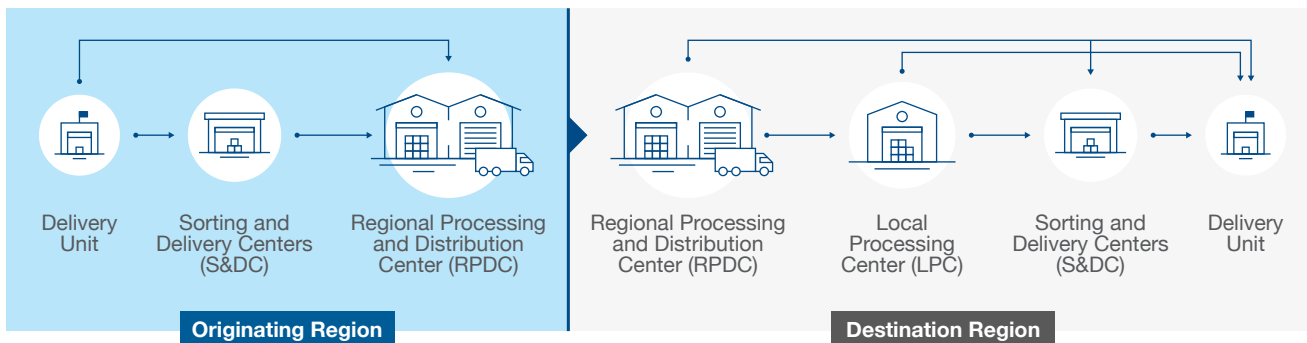 Delivery
Unit
Sorting and
Delivery Centers
(S&DC)
Regional Processing
and Distribution
Center (RPDC)
Regional Processing
and Distribution
Center (RPDC)
Local
Processing
Center (LPC)
Sorting and
Delivery Centers
(S&DC)
Delivery
Unit
Originating Region
Destination Region